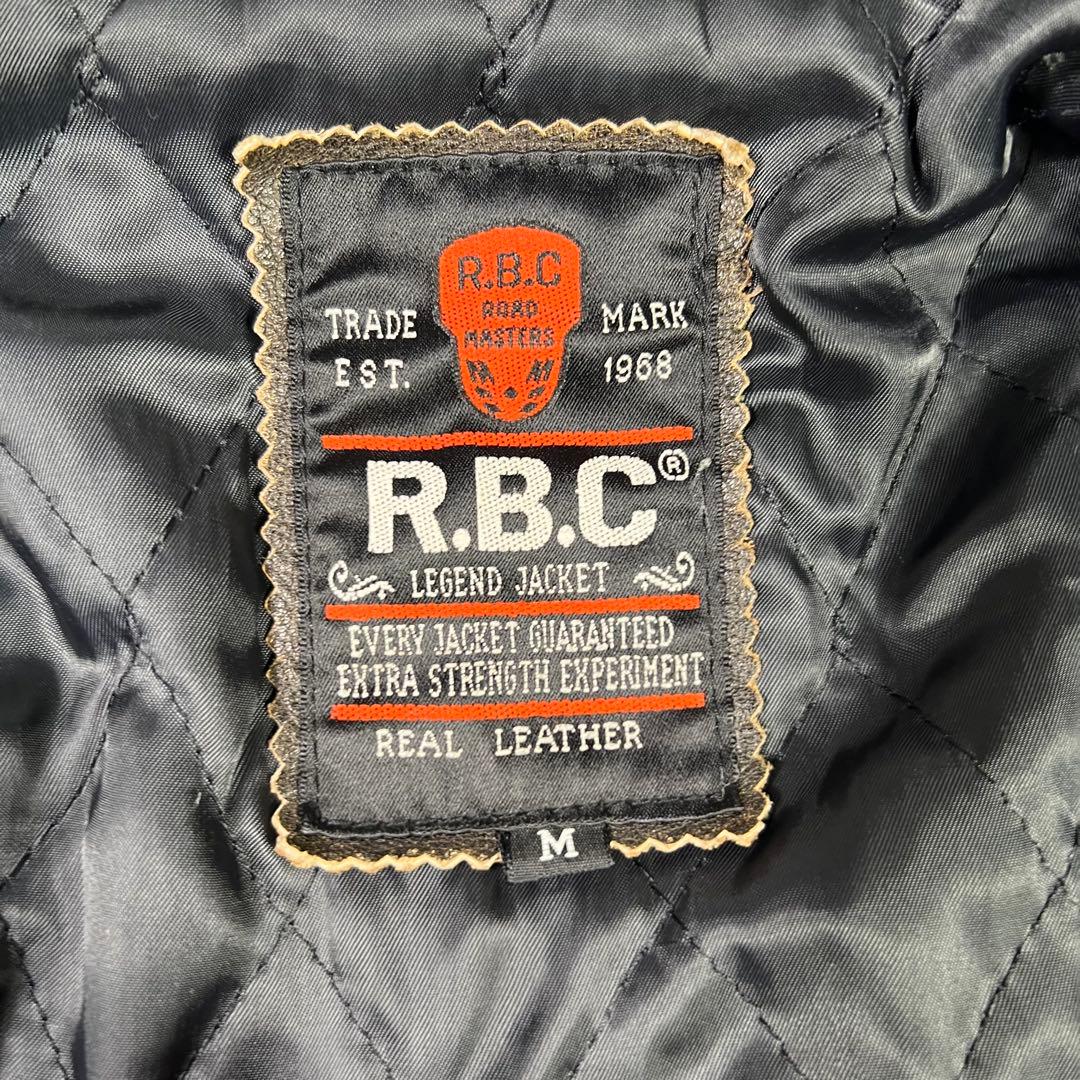 R.B.C
ROAD
MASTERS
TRADE MARK
EST. 1968
R.B.C®
LEGEND JACKET
EVERY JACKET GUARANTEED
EXTRA STRENGTH EXPERIMENT
REAL LEATHER
M